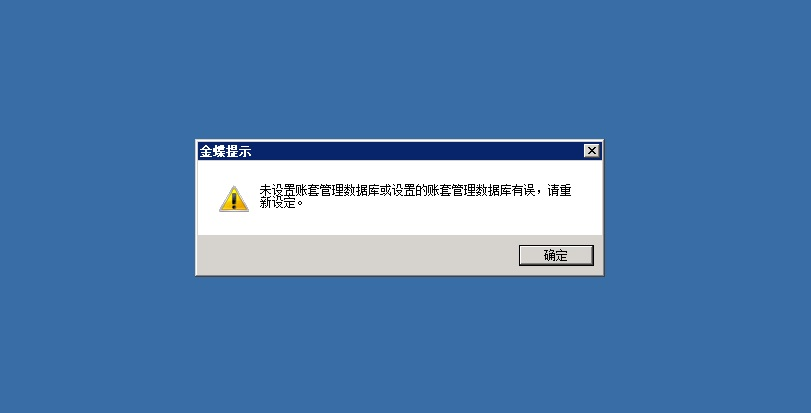 金蝶提示
未设置账套管理数据库或设置的账套管理数据库有误，请重
新设定。
确定